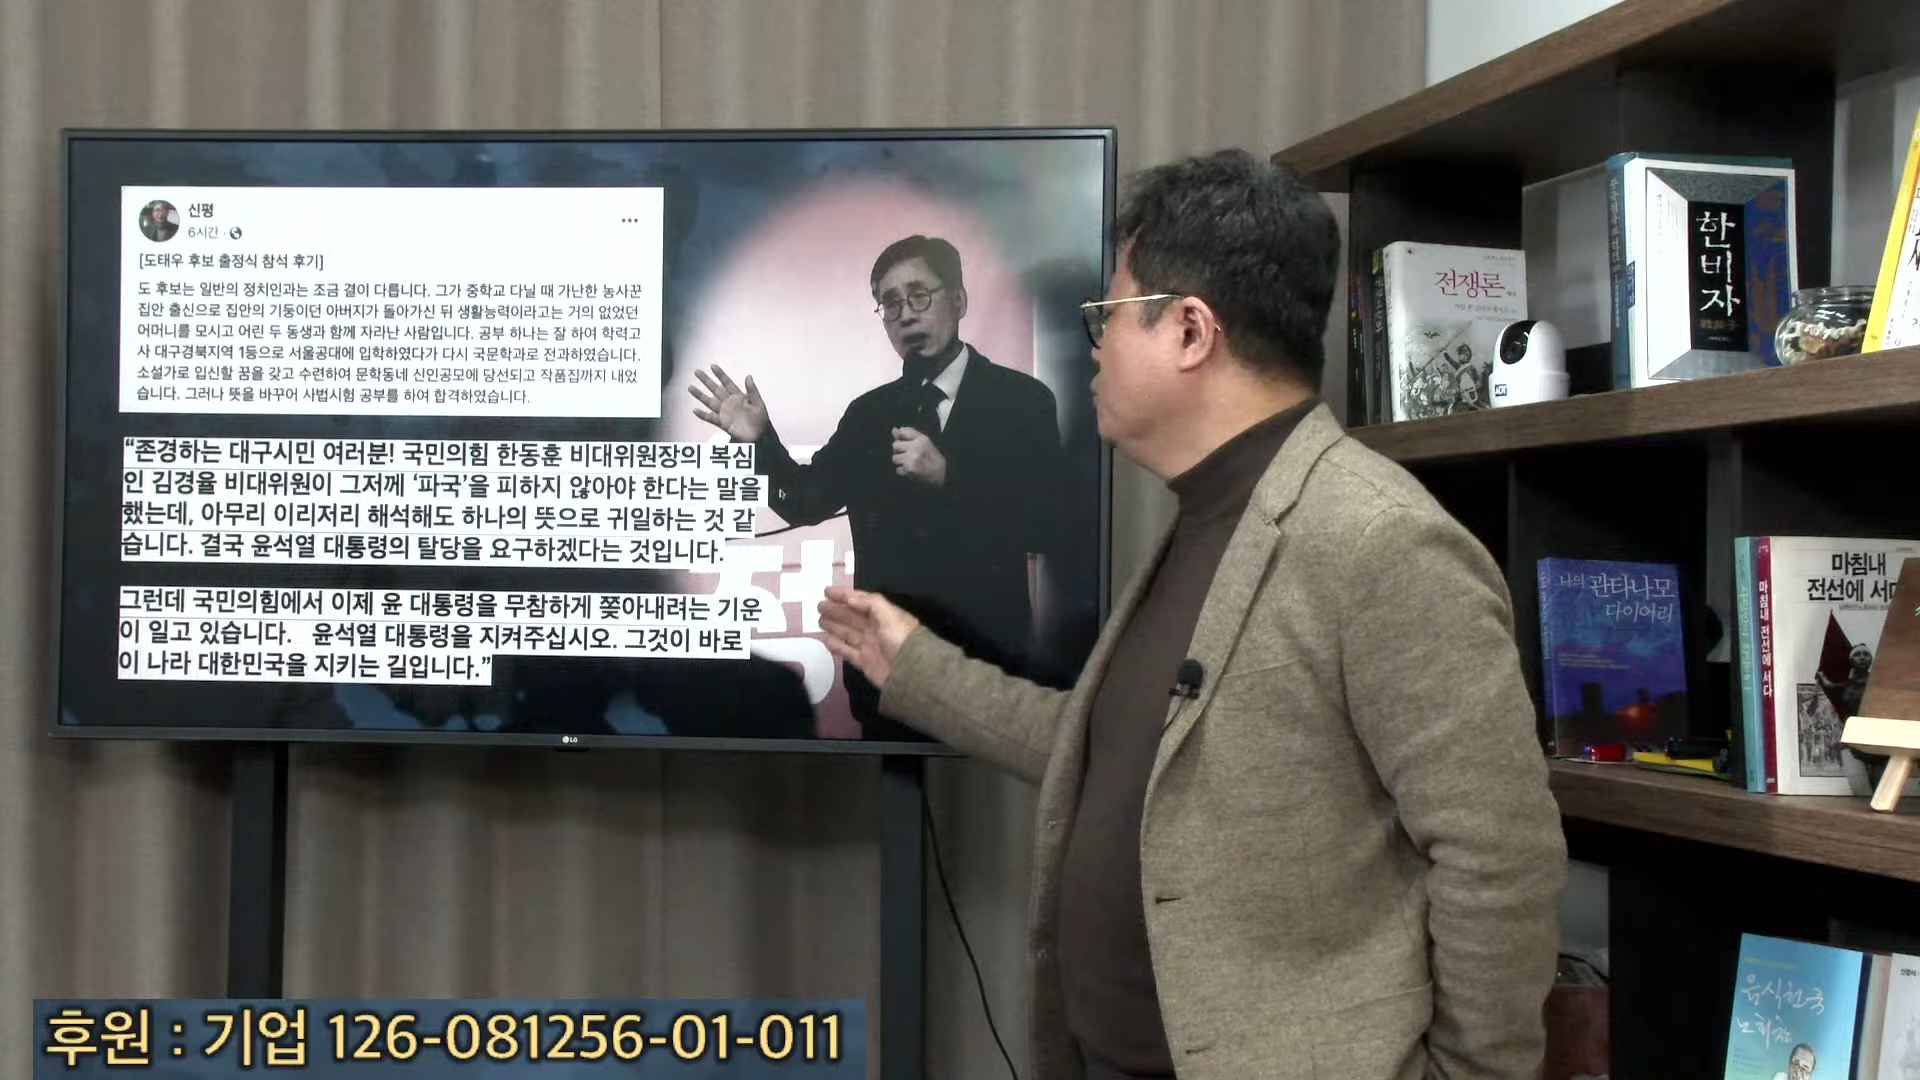 신평
6시간
[도태우 후보 출정식 참석 후기]
도 후보는 일반의 정치인과는 조금 결이 다릅니다. 그가 중학교 다닐 때 가난한 농사꾼
집안 출신으로 집안의 기둥이던 아버지가 돌아가신 뒤 생활능력이라고는 거의 없었던
어머니를 모시고 어린 두 동생과 함께 자라난 사람입니다. 공부 하나는 잘 하여 학력고
사 대구경북지역 1등으로 서울공대에 입학하였다가 다시 국문학과로 전과하였습니다.
소설가로 입신할 꿈을 갖고 수련하여 문학동네 신인공모에 당선되고 작품집까지 내었
습니다. 그러나 뜻을 바꾸어 사법시험 공부를 하여 합격하였습니다.
“존경하는 대구시민 여러분! 국민의힘 한동훈 비대위원장의 복심
인 김경율 비대위원이 그저께 ‘파국’을 피하지 않아야 한다는 말을
했는데, 아무리 이리저리 해석해도 하나의 뜻으로 귀일하는 것 같
습니다. 결국 윤석열 대통령의 탈당을 요구하겠다는 것입니다.
그런데 국민의힘에서 이제 윤 대통령을 무참하게 쫓아내려는 기운
이 일고 있습니다. 윤석열 대통령을 지켜주십시오. 그것이 바로
이 나라 대한민국을 지키는 길입니다.”
LG
전쟁론
한비자
ADT
나의 관타나모
다이어리
마침내 전선에 서다
마침내
전선에 서다
후원 : 기업 126-081256-01-011